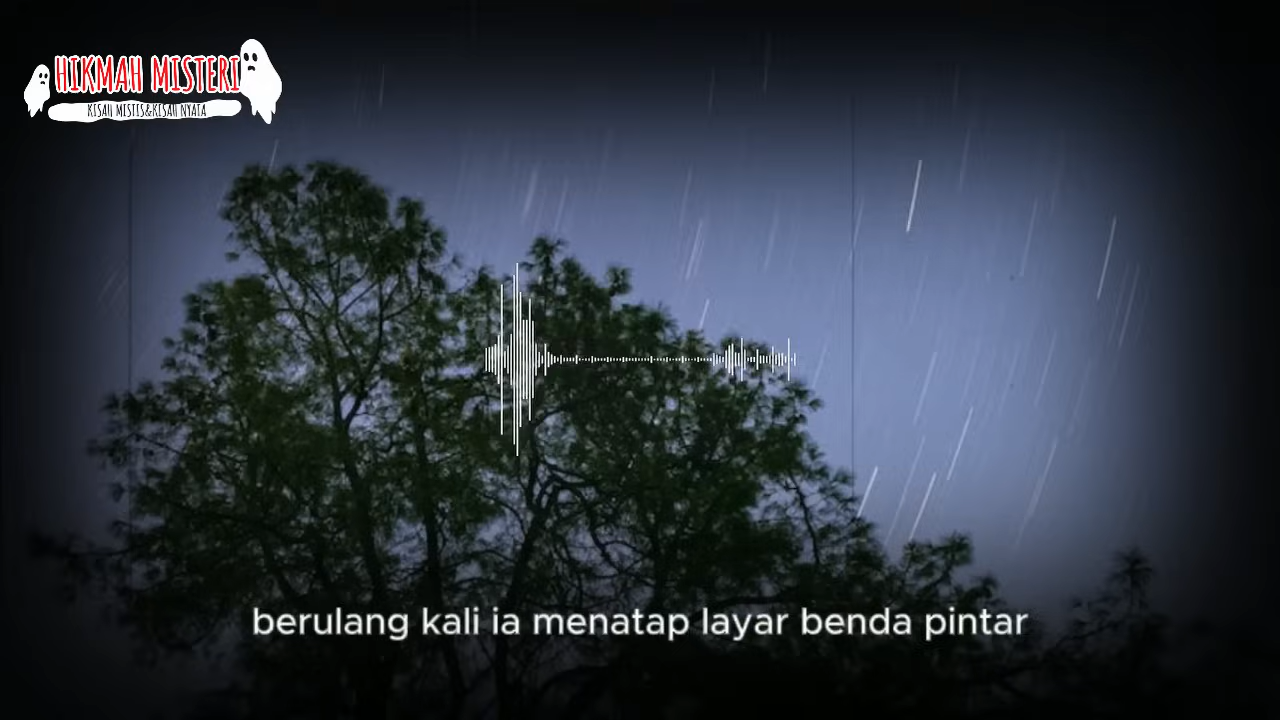 HIKMAH MISTERI
KISAH MISTIS&KISAH NYATA
berulang kali ia menatap layar benda pintar